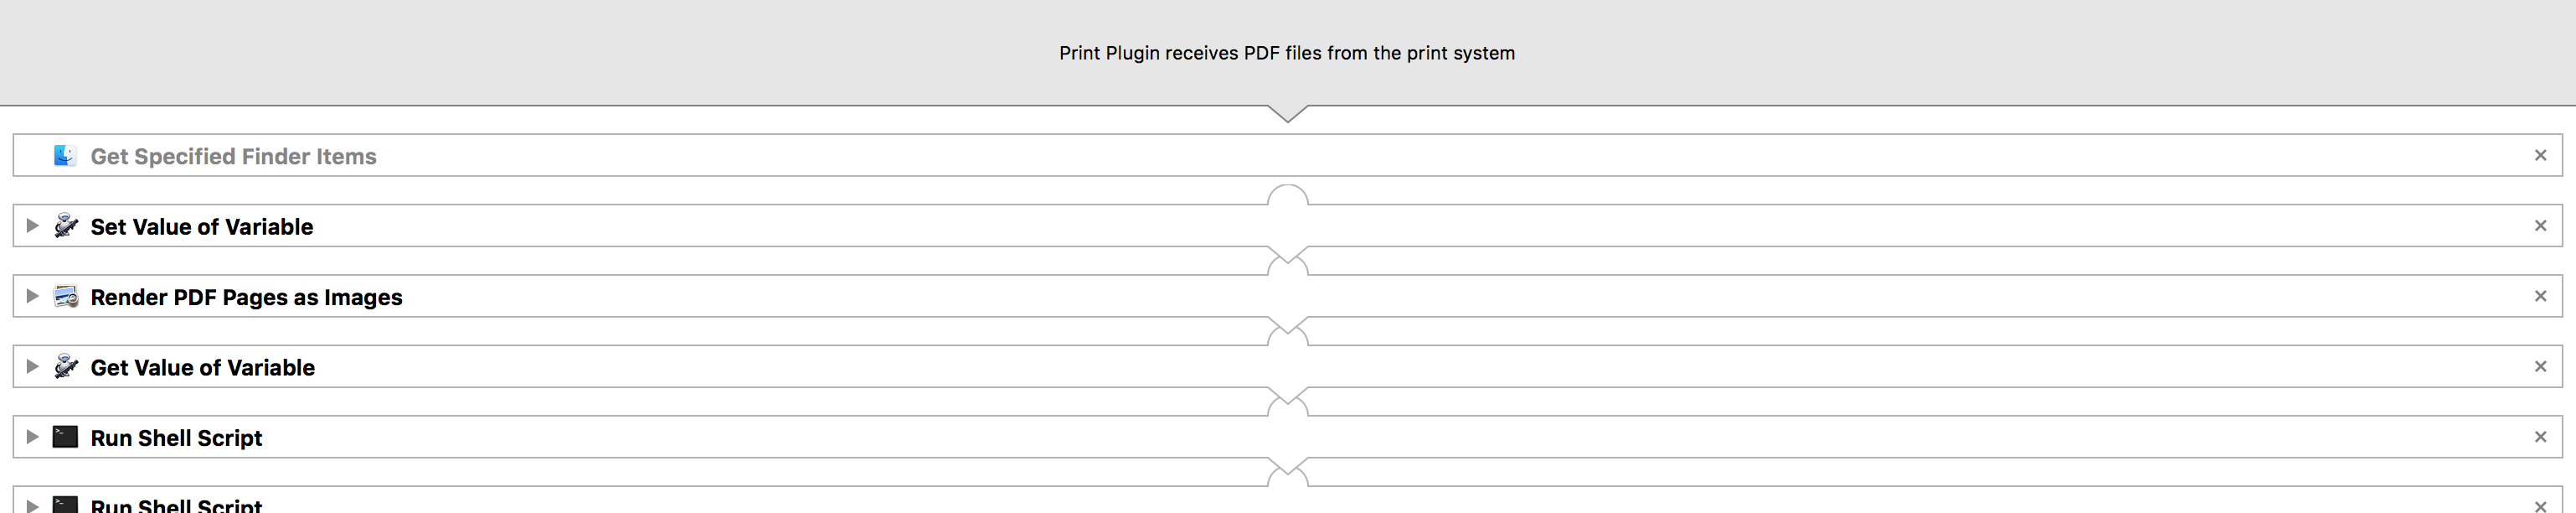 Print Plugin receives PDF files from the print system
Get Specified Finder Items
Set Value of Variable
Render PDF Pages as Images
Get Value of Variable
Run Shell Script
Run Shell Script